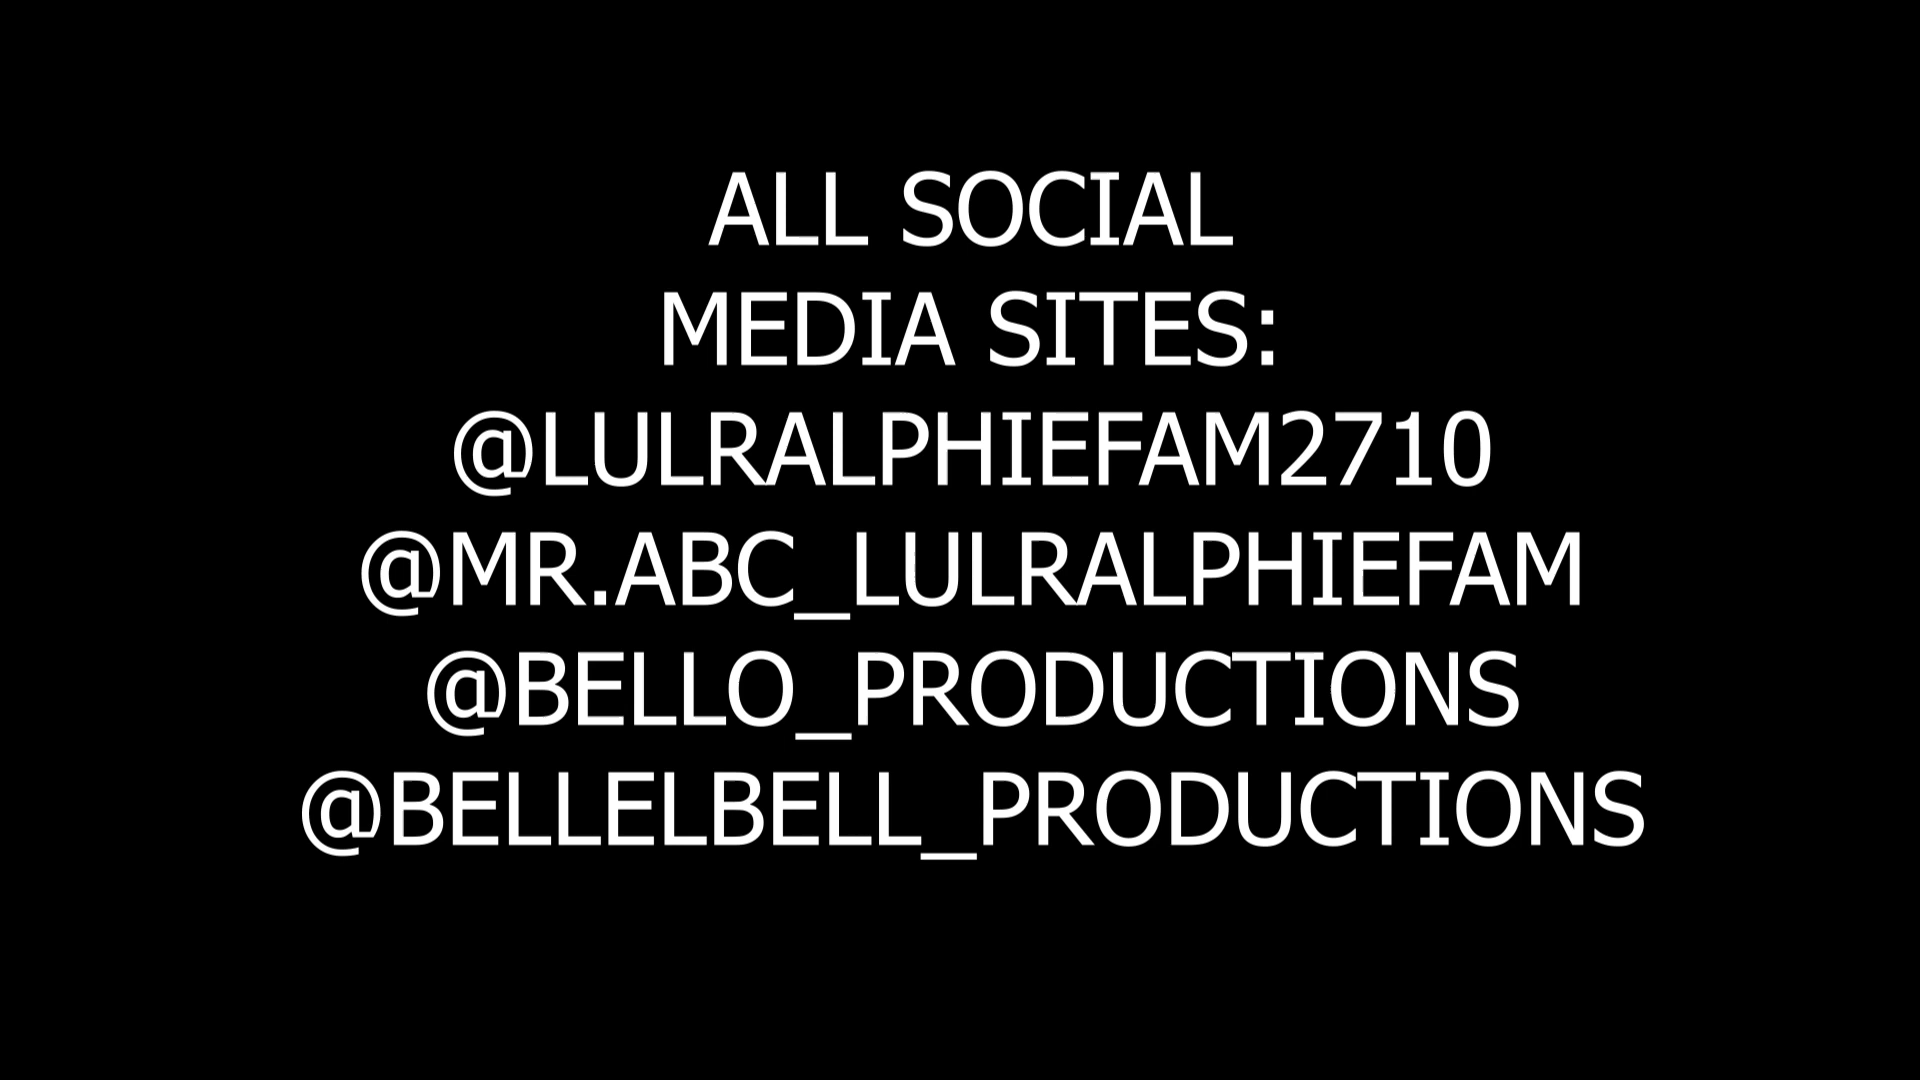 ALL SOCIAL
MEDIA SITES:
@LULRALPHIEFAM2710
@MR.ABC_LULRALPHIEFAM
@BELLO_PRODUCTIONS
@BELLELBELL_PRODUCTIONS